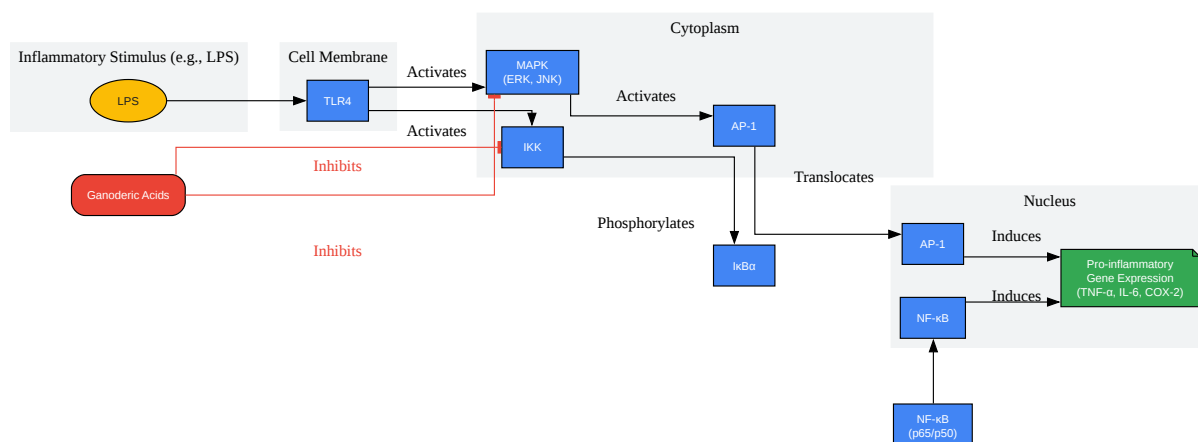 Cytoplasm
Inflammatory Stimulus (e.g., LPS)
Cell Membrane
LPS
TLR4
Activates
MAPK
(ERK, JNK)
Activates
AP-1
Activates
IKK
Inhibits
Ganoderic Acids
Translocates
Nucleus
Phosphorylates
Inhibits
IκBα
AP-1
Induces
Pro-inflammatory
Gene Expression
(TNF-α, IL-6, COX-2)
Induces
NF-κB
NF-κB
(p65/p50)